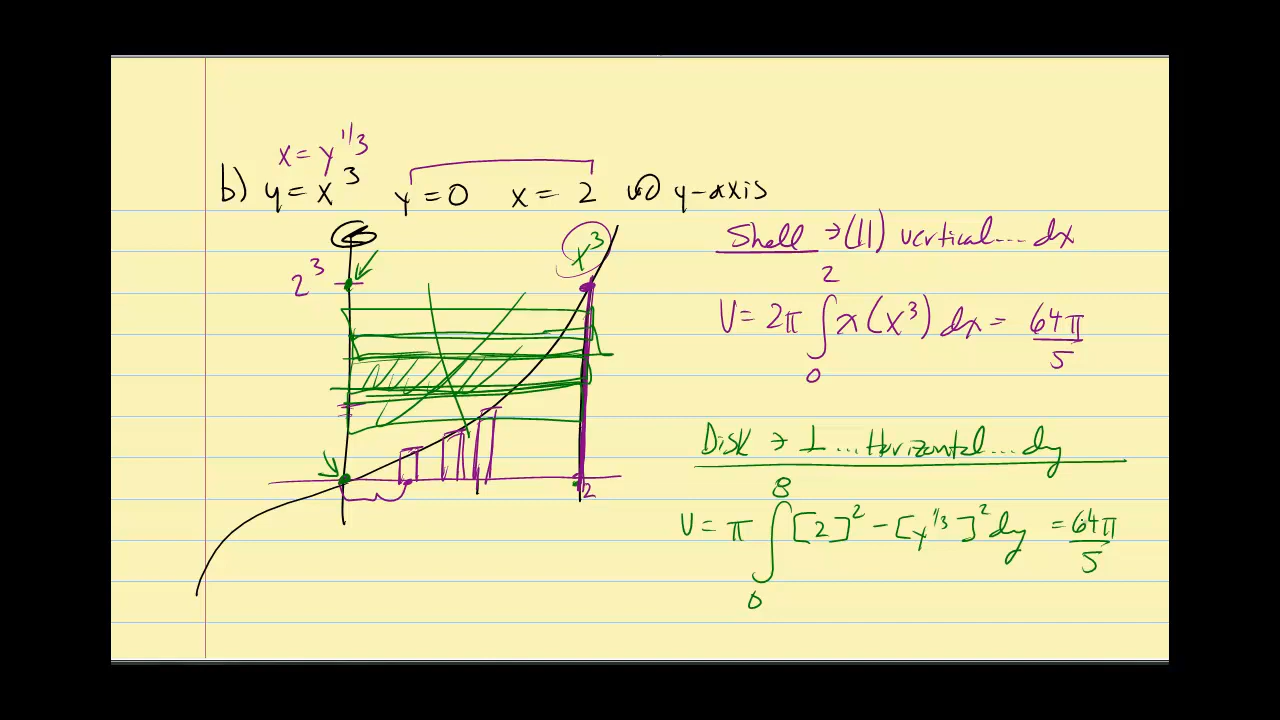 x = y^1/3
b) y = x^3 y = 0 x = 2 y-axis
2^3
x^3
2
Shell → (||) vertical... dx
V = 2π ∫_0^2 x(x^3) dx = 64π/5
Disk → ⊥ ... Horizontal... dy
V = π ∫_0^8 [2]^2 - [y^1/3]^2 dy = 64π/5